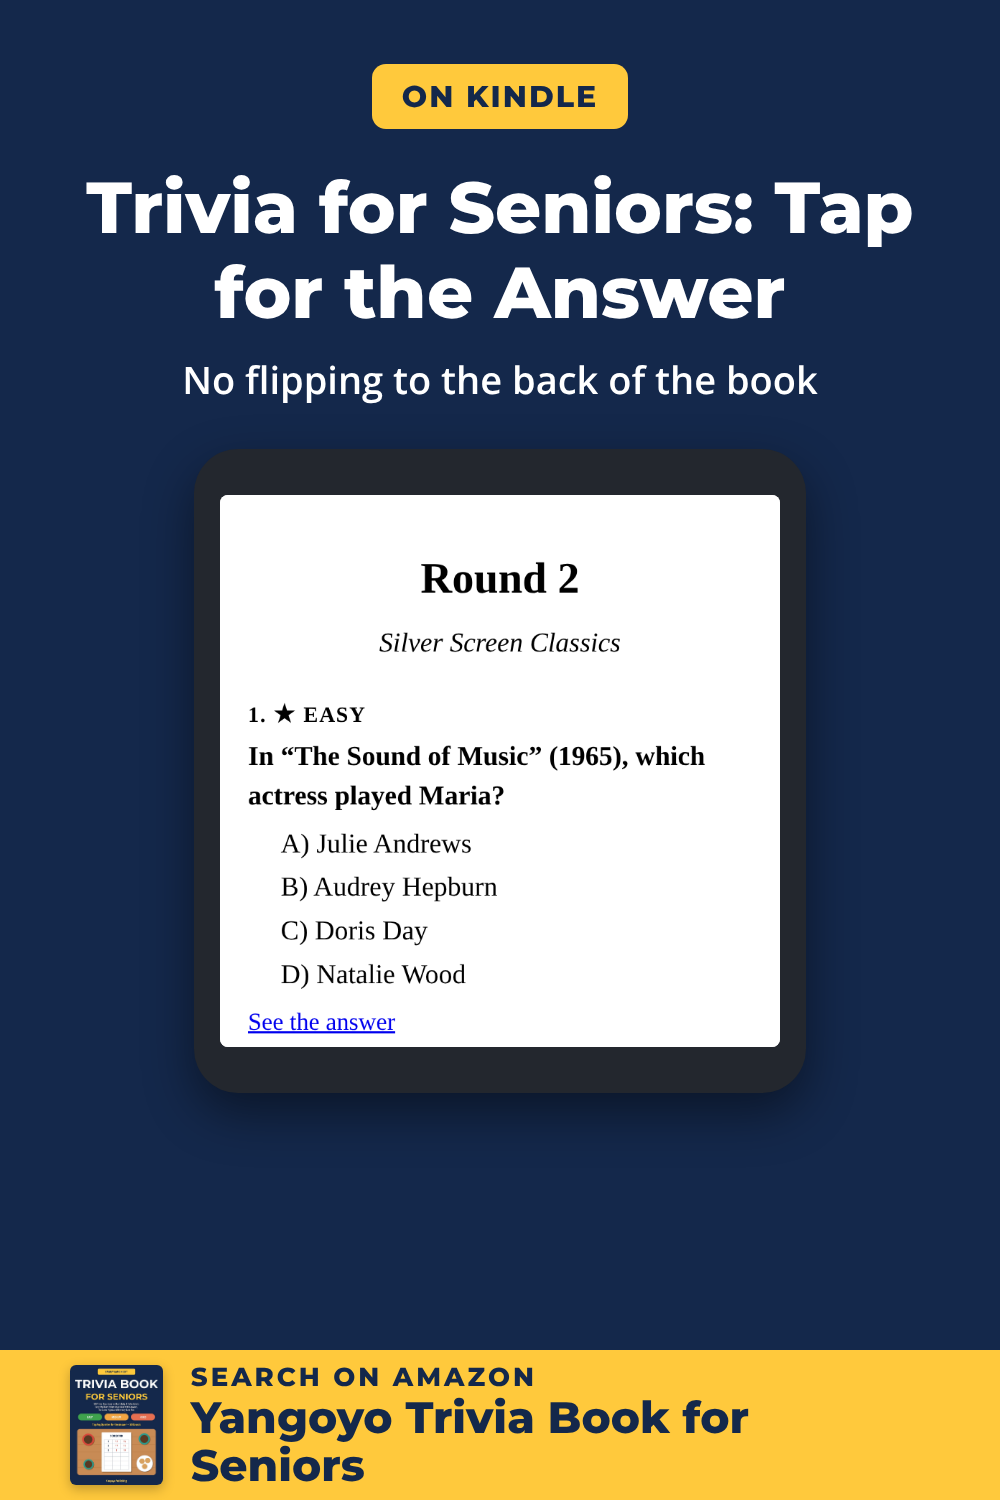 ON KINDLE
Trivia for Seniors: Tap
for the Answer
No flipping to the back of the book
Round 2
Silver Screen Classics
1. ★ EASY
In “The Sound of Music” (1965), which
actress played Maria?
A) Julie Andrews
B) Audrey Hepburn
C) Doris Day
D) Natalie Wood
See the answer
SEARCH ON AMAZON
Yangoyo Trivia Book for
Seniors
TRIVIA BOOK
FOR SENIORS